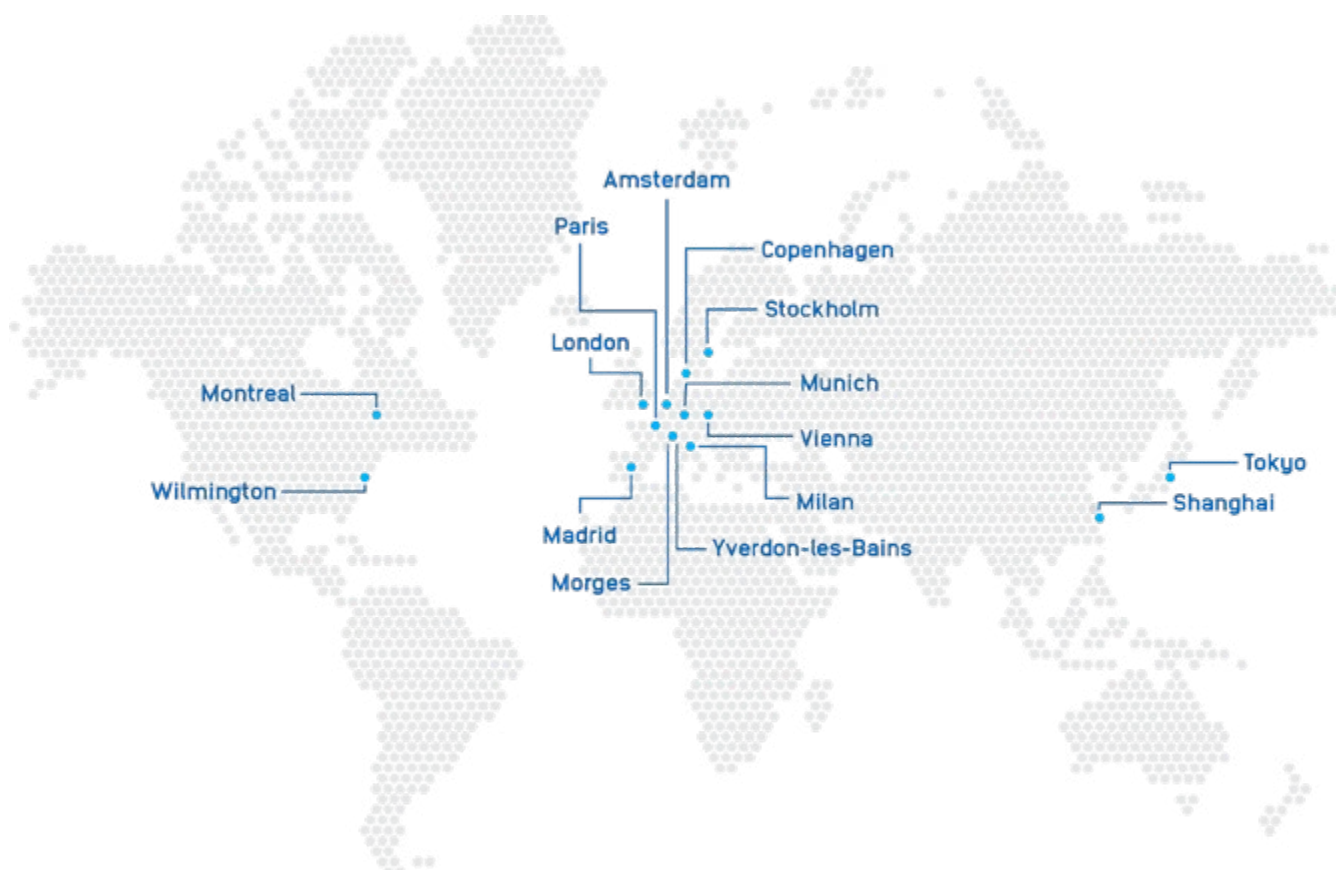 Amsterdam
Paris
Copenhagen
Stockholm
London
Munich
Montreal
Vienna
Tokyo
Wilmington
Milan
Shanghai
Madrid
Yverdon-les-Bains
Morges